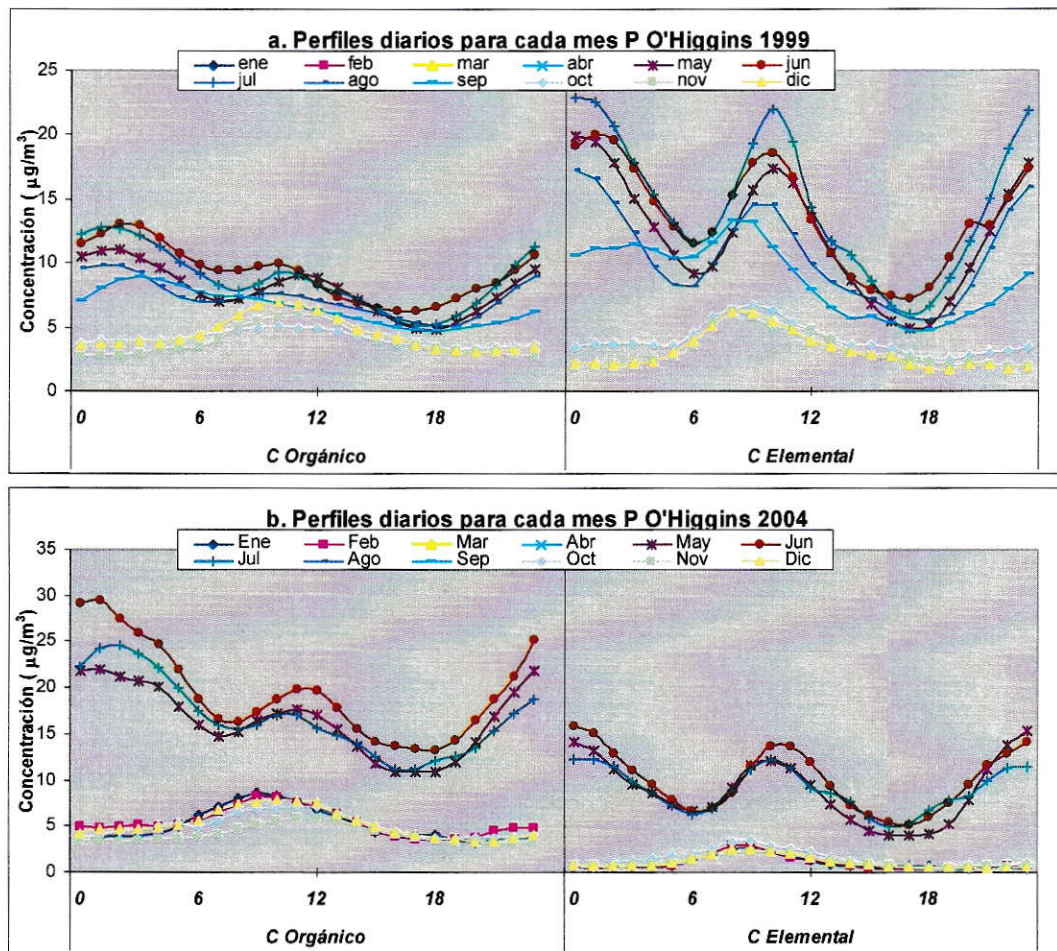 a. Perfiles diarios para cada mes P O'Higgins 1999
ene feb mar abr may jun
jul ago sep oct nov dic
Concentración ( µg/m³)
25
20
15
10
5
0
0 6 12 18 0 6 12 18
C Orgánico C Elemental
b. Perfiles diarios para cada mes P O'Higgins 2004
Ene Feb Mar Abr May Jun
Jul Ago Sep Oct Nov Dic
Concentración ( µg/m³)
35
30
25
20
15
10
5
0
0 6 12 18 0 6 12 18
C Orgánico C Elemental